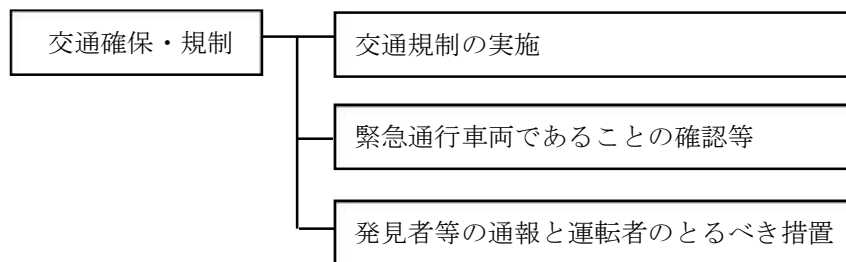 交通確保・規制
交通規制の実施
緊急通行車両であることの確認等
発見者等の通報と運転者のとるべき措置